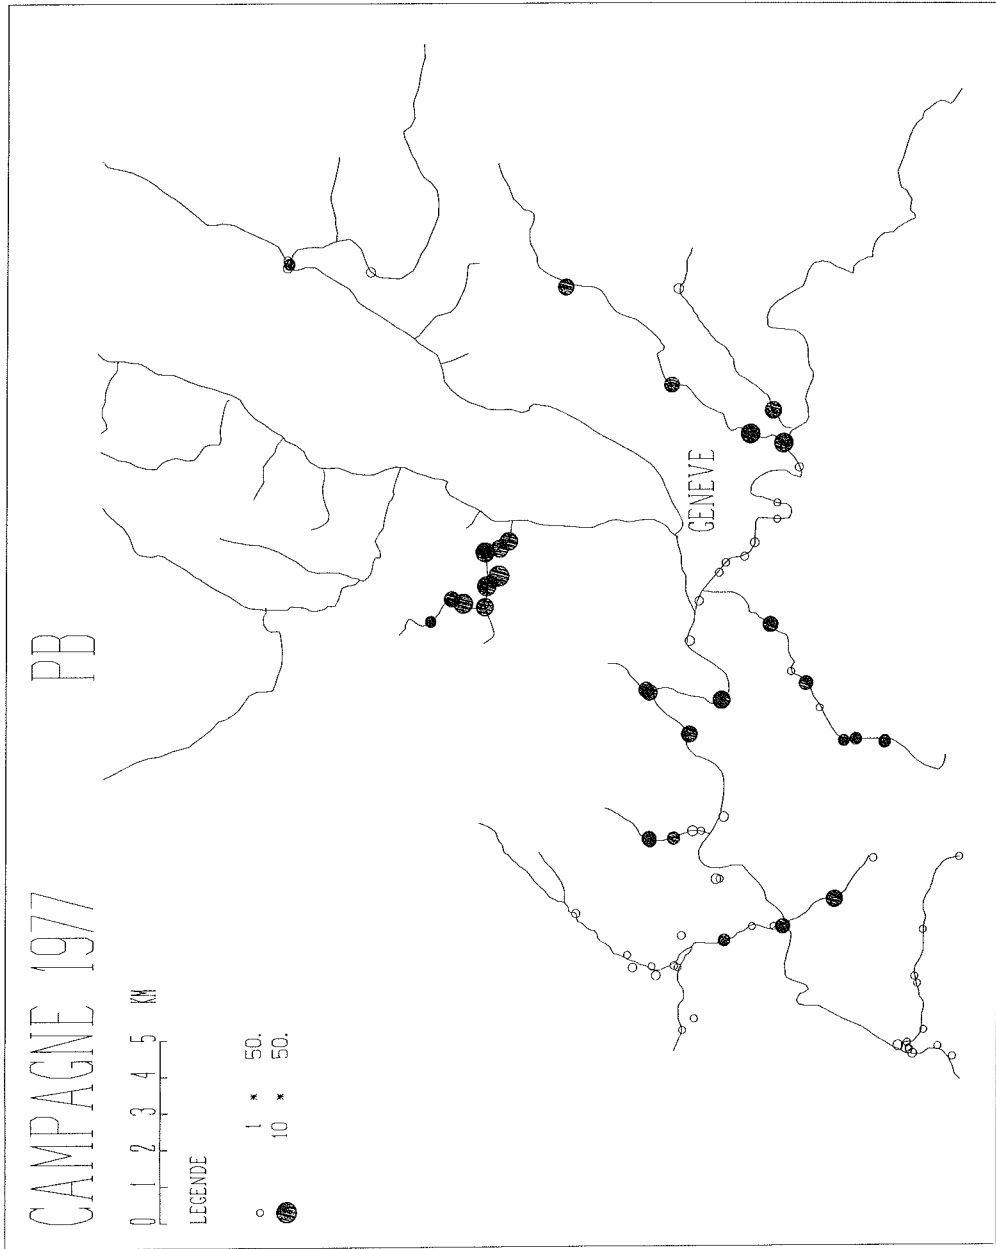 CAMPAGNE 1977 PB
0 1 2 3 4 5 KM
LEGENDE
1 * 50.
10 * 50.
GENEVE